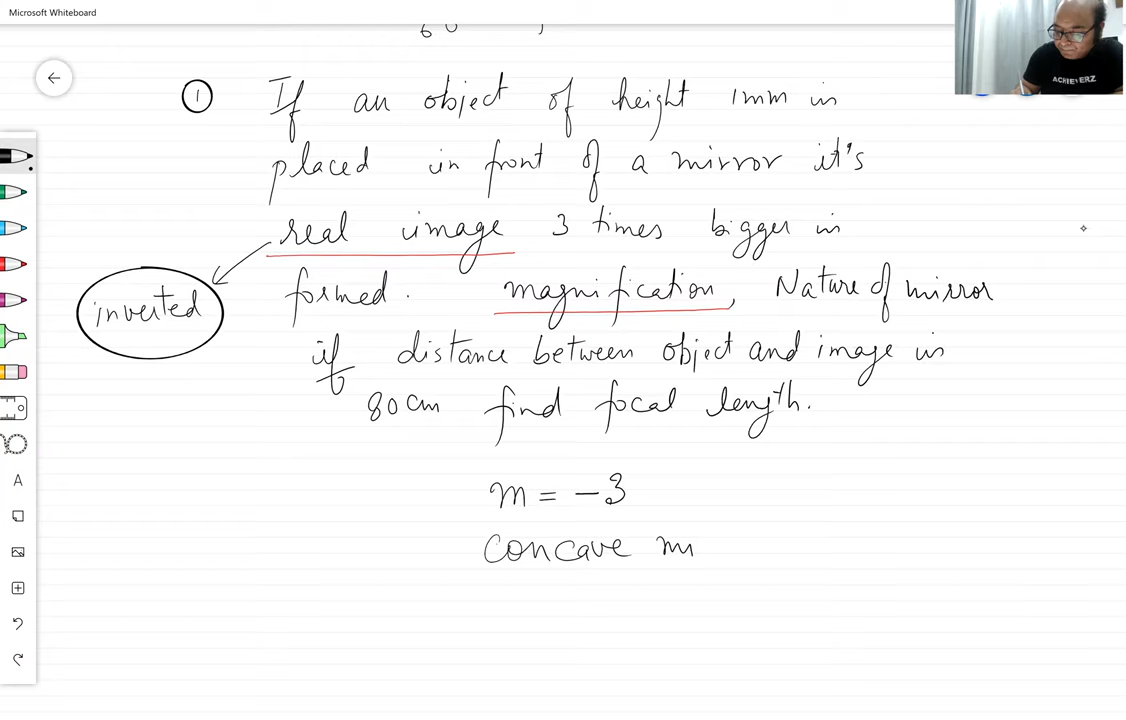 Microsoft Whiteboard
ACHIEVERZ
① If an object of height 1mm is
placed in front of a mirror it's
real image 3 times bigger is
inverted
formed. magnification, Nature of mirror
if distance between object and image is
80cm find focal length.
m = -3
concave mi
A